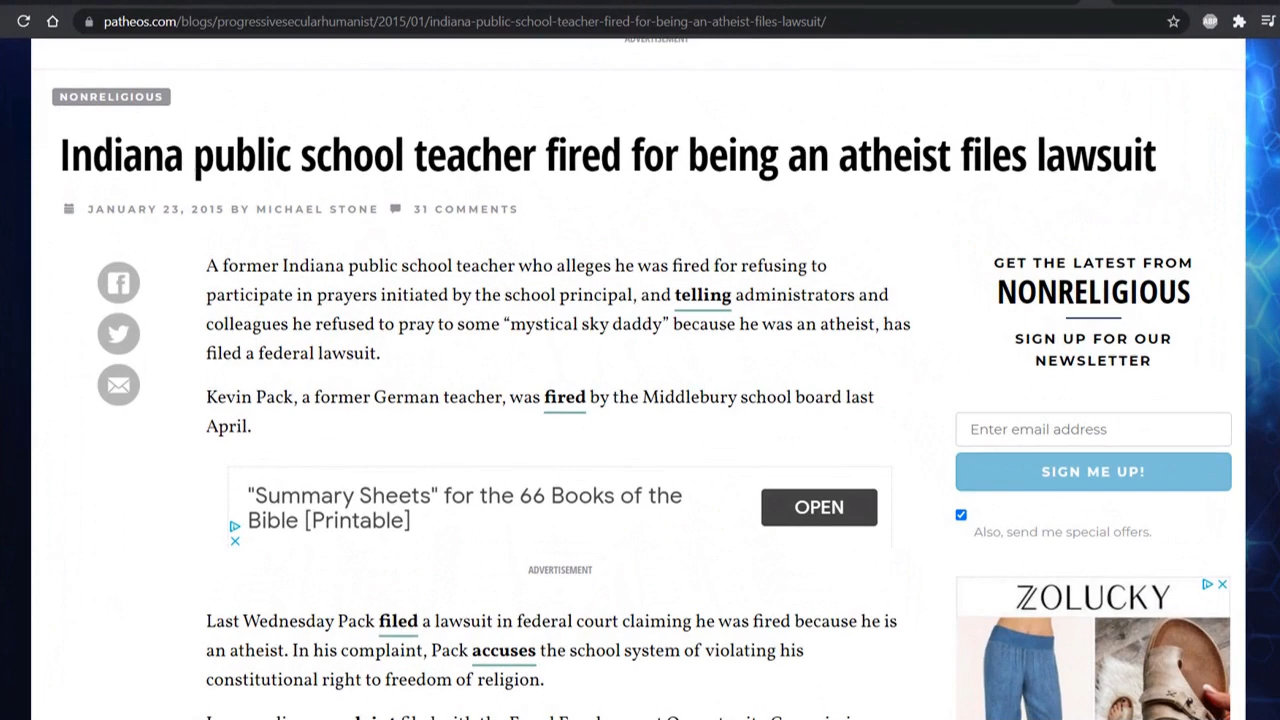 patheos.com/blogs/progressivesecularhumanist/2015/01/indiana-public-school-teacher-fired-for-being-an-atheist-files-lawsuit/
ABP
ADVERTISEMENT
NONRELIGIOUS
Indiana public school teacher fired for being an atheist files lawsuit
JANUARY 23, 2015 BY MICHAEL STONE 31 COMMENTS
A former Indiana public school teacher who alleges he was fired for refusing to
participate in prayers initiated by the school principal, and telling administrators and
colleagues he refused to pray to some “mystical sky daddy” because he was an atheist, has
filed a federal lawsuit.
Kevin Pack, a former German teacher, was fired by the Middlebury school board last
April.
"Summary Sheets" for the 66 Books of the
Bible [Printable]
OPEN
ADVERTISEMENT
Last Wednesday Pack filed a lawsuit in federal court claiming he was fired because he is
an atheist. In his complaint, Pack accuses the school system of violating his
constitutional right to freedom of religion.
GET THE LATEST FROM
NONRELIGIOUS
SIGN UP FOR OUR
NEWSLETTER
Enter email address
SIGN ME UP!
Also, send me special offers.
ZOLUCKY